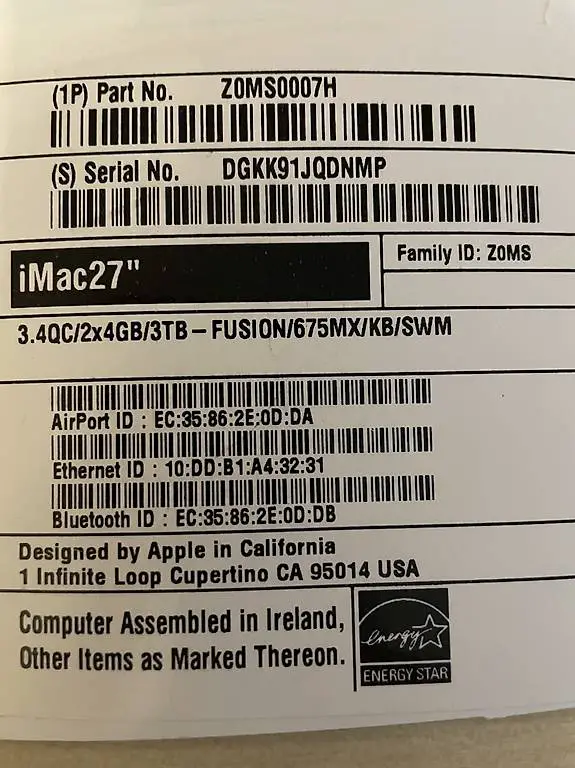 (1P) Part No. Z0MS0007H
(S) Serial No. DGKK91JQDNMP
iMac27"
Family ID: Z0MS
3.4QC/2x4GB/3TB – FUSION/675MX/KB/SWM
AirPort ID : EC:35:86:2E:0D:DA
Ethernet ID : 10:DD:B1:A4:32:31
Bluetooth ID : EC:35:86:2E:0D:DB
Designed by Apple in California
1 Infinite Loop Cupertino CA 95014 USA
Computer Assembled in Ireland,
Other Items as Marked Thereon.
energy
ENERGY STAR